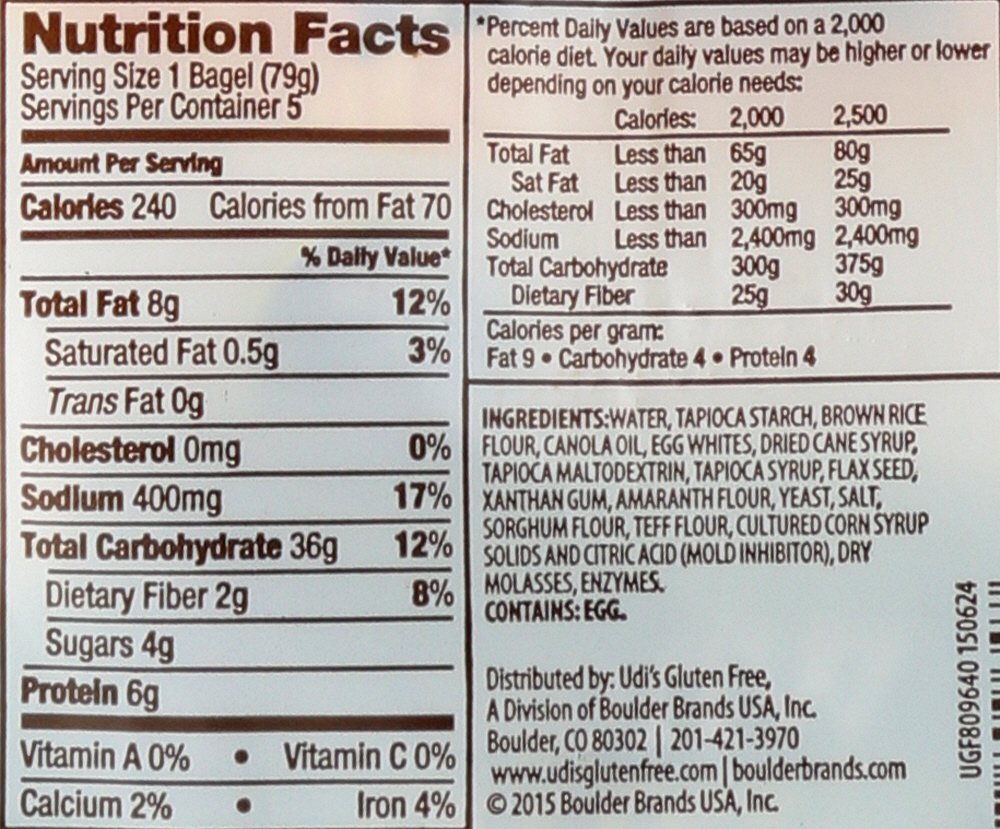 Nutrition Facts
Serving Size 1 Bagel (79g)
Servings Per Container 5
Amount Per Serving
Calories 240 Calories from Fat 70
% Daily Value*
Total Fat 8g 12%
Saturated Fat 0.5g 3%
Trans Fat 0g
Cholesterol 0mg 0%
Sodium 400mg 17%
Total Carbohydrate 36g 12%
Dietary Fiber 2g 8%
Sugars 4g
Protein 6g
Vitamin A 0% • Vitamin C 0%
Calcium 2% • Iron 4%
*Percent Daily Values are based on a 2,000
calorie diet. Your daily values may be higher or lower
depending on your calorie needs:
Calories: 2,000 2,500
Total Fat Less than 65g 80g
Sat Fat Less than 20g 25g
Cholesterol Less than 300mg 300mg
Sodium Less than 2,400mg 2,400mg
Total Carbohydrate 300g 375g
Dietary Fiber 25g 30g
Calories per gram:
Fat 9 • Carbohydrate 4 • Protein 4
INGREDIENTS:WATER, TAPIOCA STARCH, BROWN RICE
FLOUR, CANOLA OIL, EGG WHITES, DRIED CANE SYRUP,
TAPIOCA MALTODEXTRIN, TAPIOCA SYRUP, FLAX SEED,
XANTHAN GUM, AMARANTH FLOUR, YEAST, SALT,
SORGHUM FLOUR, TEFF FLOUR, CULTURED CORN SYRUP
SOLIDS AND CITRIC ACID (MOLD INHIBITOR), DRY
MOLASSES, ENZYMES.
CONTAINS: EGG.
Distributed by: Udi's Gluten Free,
A Division of Boulder Brands USA, Inc.
Boulder, CO 80302 | 201-421-3970
www.udisglutenfree.com | boulderbrands.com
© 2015 Boulder Brands USA, Inc.
UGF809640 150624